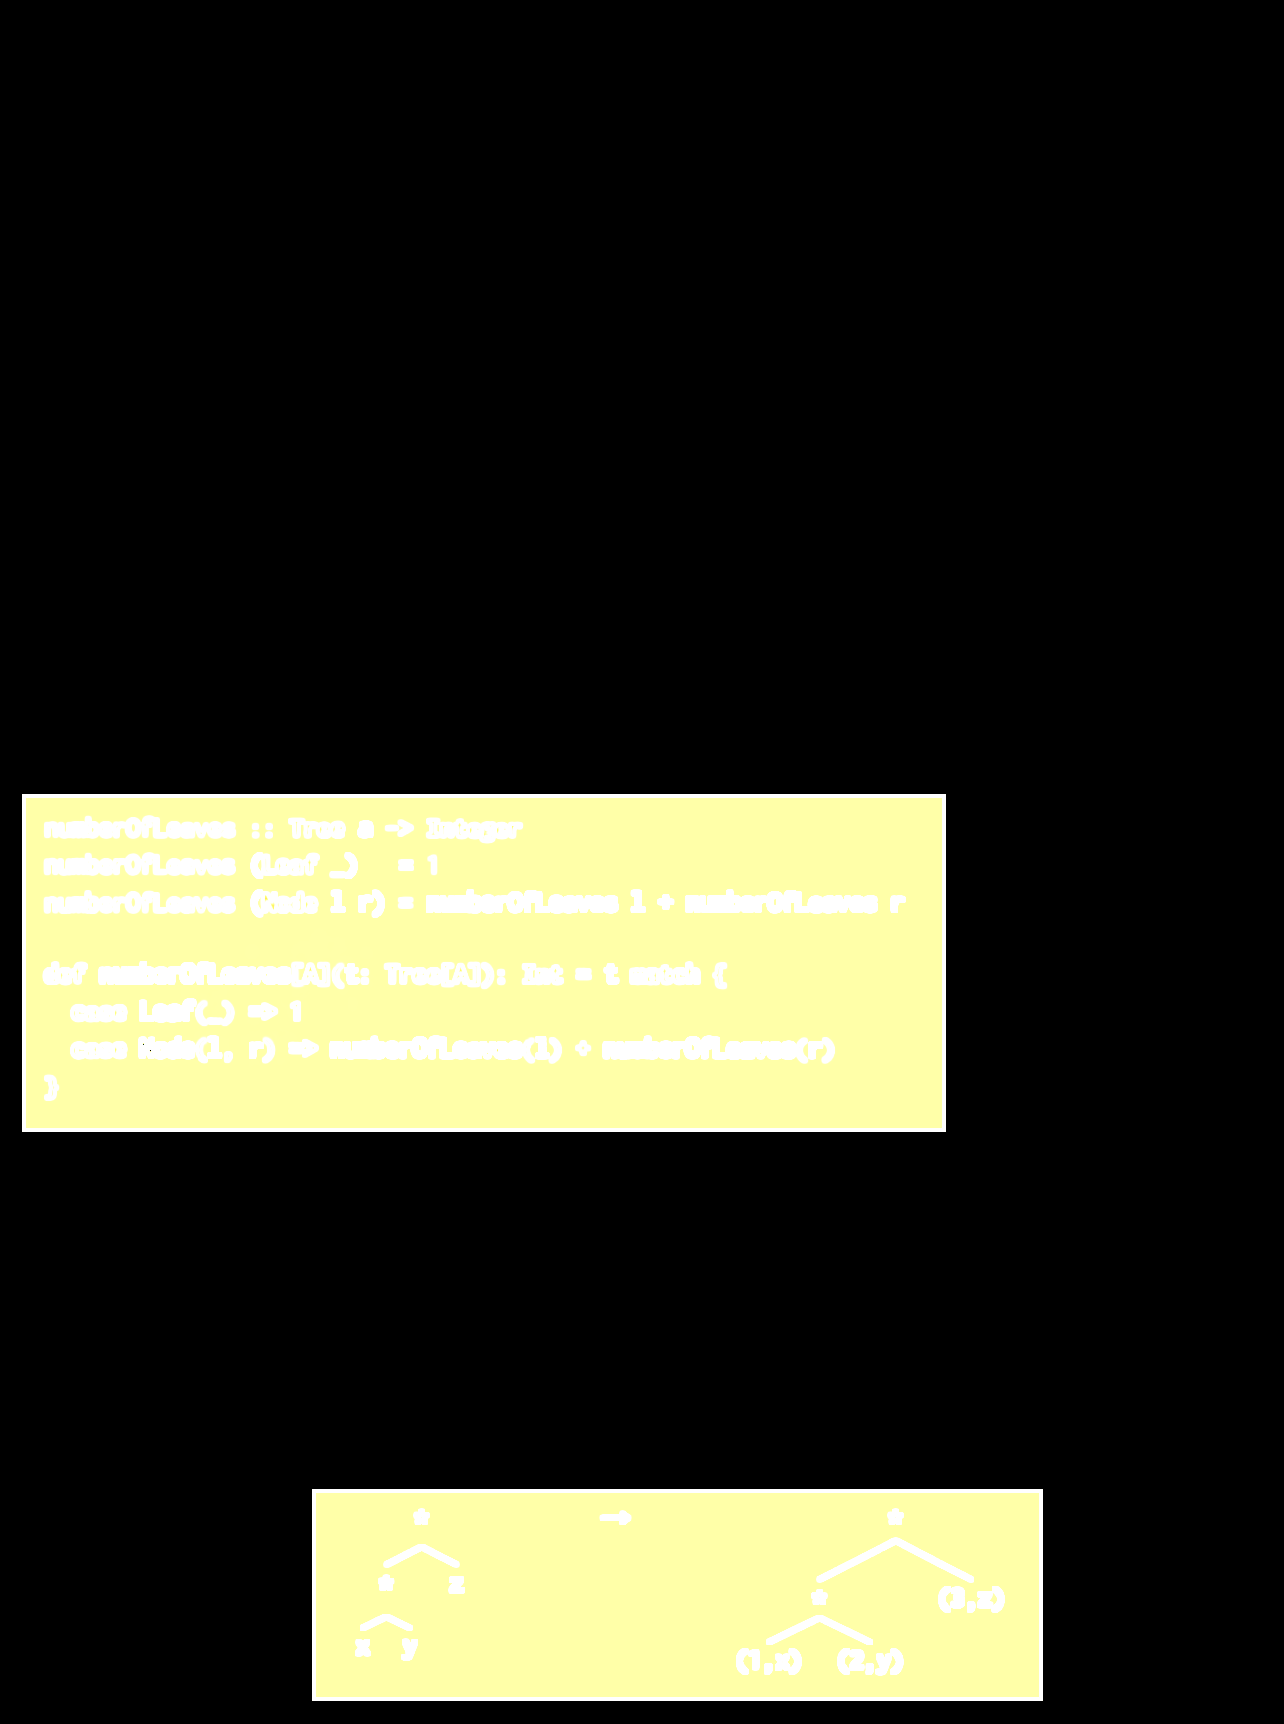 numberOfLeaves :: Tree a -> Integer
numberOfLeaves (Leaf _)   = 1
numberOfLeaves (Node l r) = numberOfLeaves l + numberOfLeaves r
def numberOfLeaves[A](t: Tree[A]): Int = t match {
  case Leaf(_) => 1
  case Node(l, r) => numberOfLeaves(l) + numberOfLeaves(r)
}
* → *
* z * (3,z)
x y (1,x) (2,y)